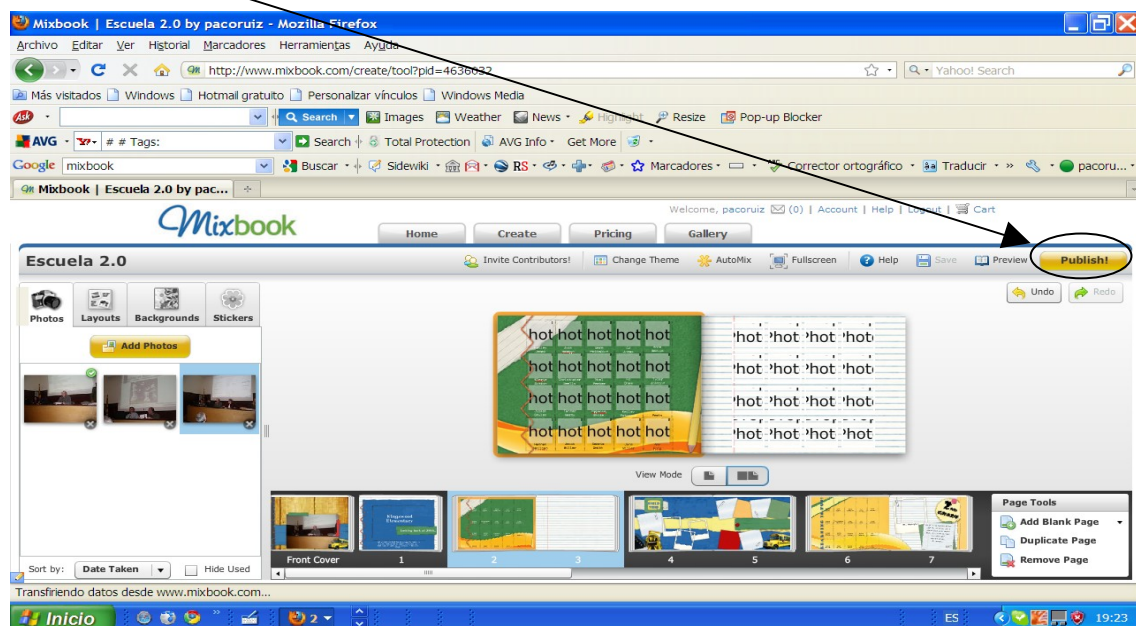 Mixbook | Escuela 2.0 by pacoruiz - Mozilla Firefox
Archivo Editar Ver Historial Marcadores Herramientas Ayuda
http://www.mixbook.com/create/tool?pid=4636032 Yahoo! Search
Más visitados Windows Hotmail gratuito Personalizar vínculos Windows Media
Ask Search Images Weather News Highlight Resize Pop-up Blocker
AVG # # Tags: Search Total Protection AVG Info Get More
Google mixbook Buscar Sidewiki RS Marcadores Corrector ortográfico Traducir » pacoru...
Mixbook | Escuela 2.0 by pac...
Mixbook
Welcome, pacoruiz (0) | Account | Help | Logout | Cart
Home Create Pricing Gallery
Escuela 2.0 Invite Contributors! Change Theme AutoMix Fullscreen Help Save Preview Publish!
Undo Redo
Photos Layouts Backgrounds Stickers
Add Photos
hot hot hot hot hot hot hot hot hot
hot hot hot hot hot hot hot hot hot
hot hot hot hot hot hot hot hot hot
hot hot hot hot hot hot hot hot hot
View Mode
Page Tools
Add Blank Page
Duplicate Page
Remove Page
Front Cover 1 2 3 4 5 6 7
Sort by: Date Taken Hide Used
Transfiriendo datos desde www.mixbook.com...
Inicio 2 ES 19:23